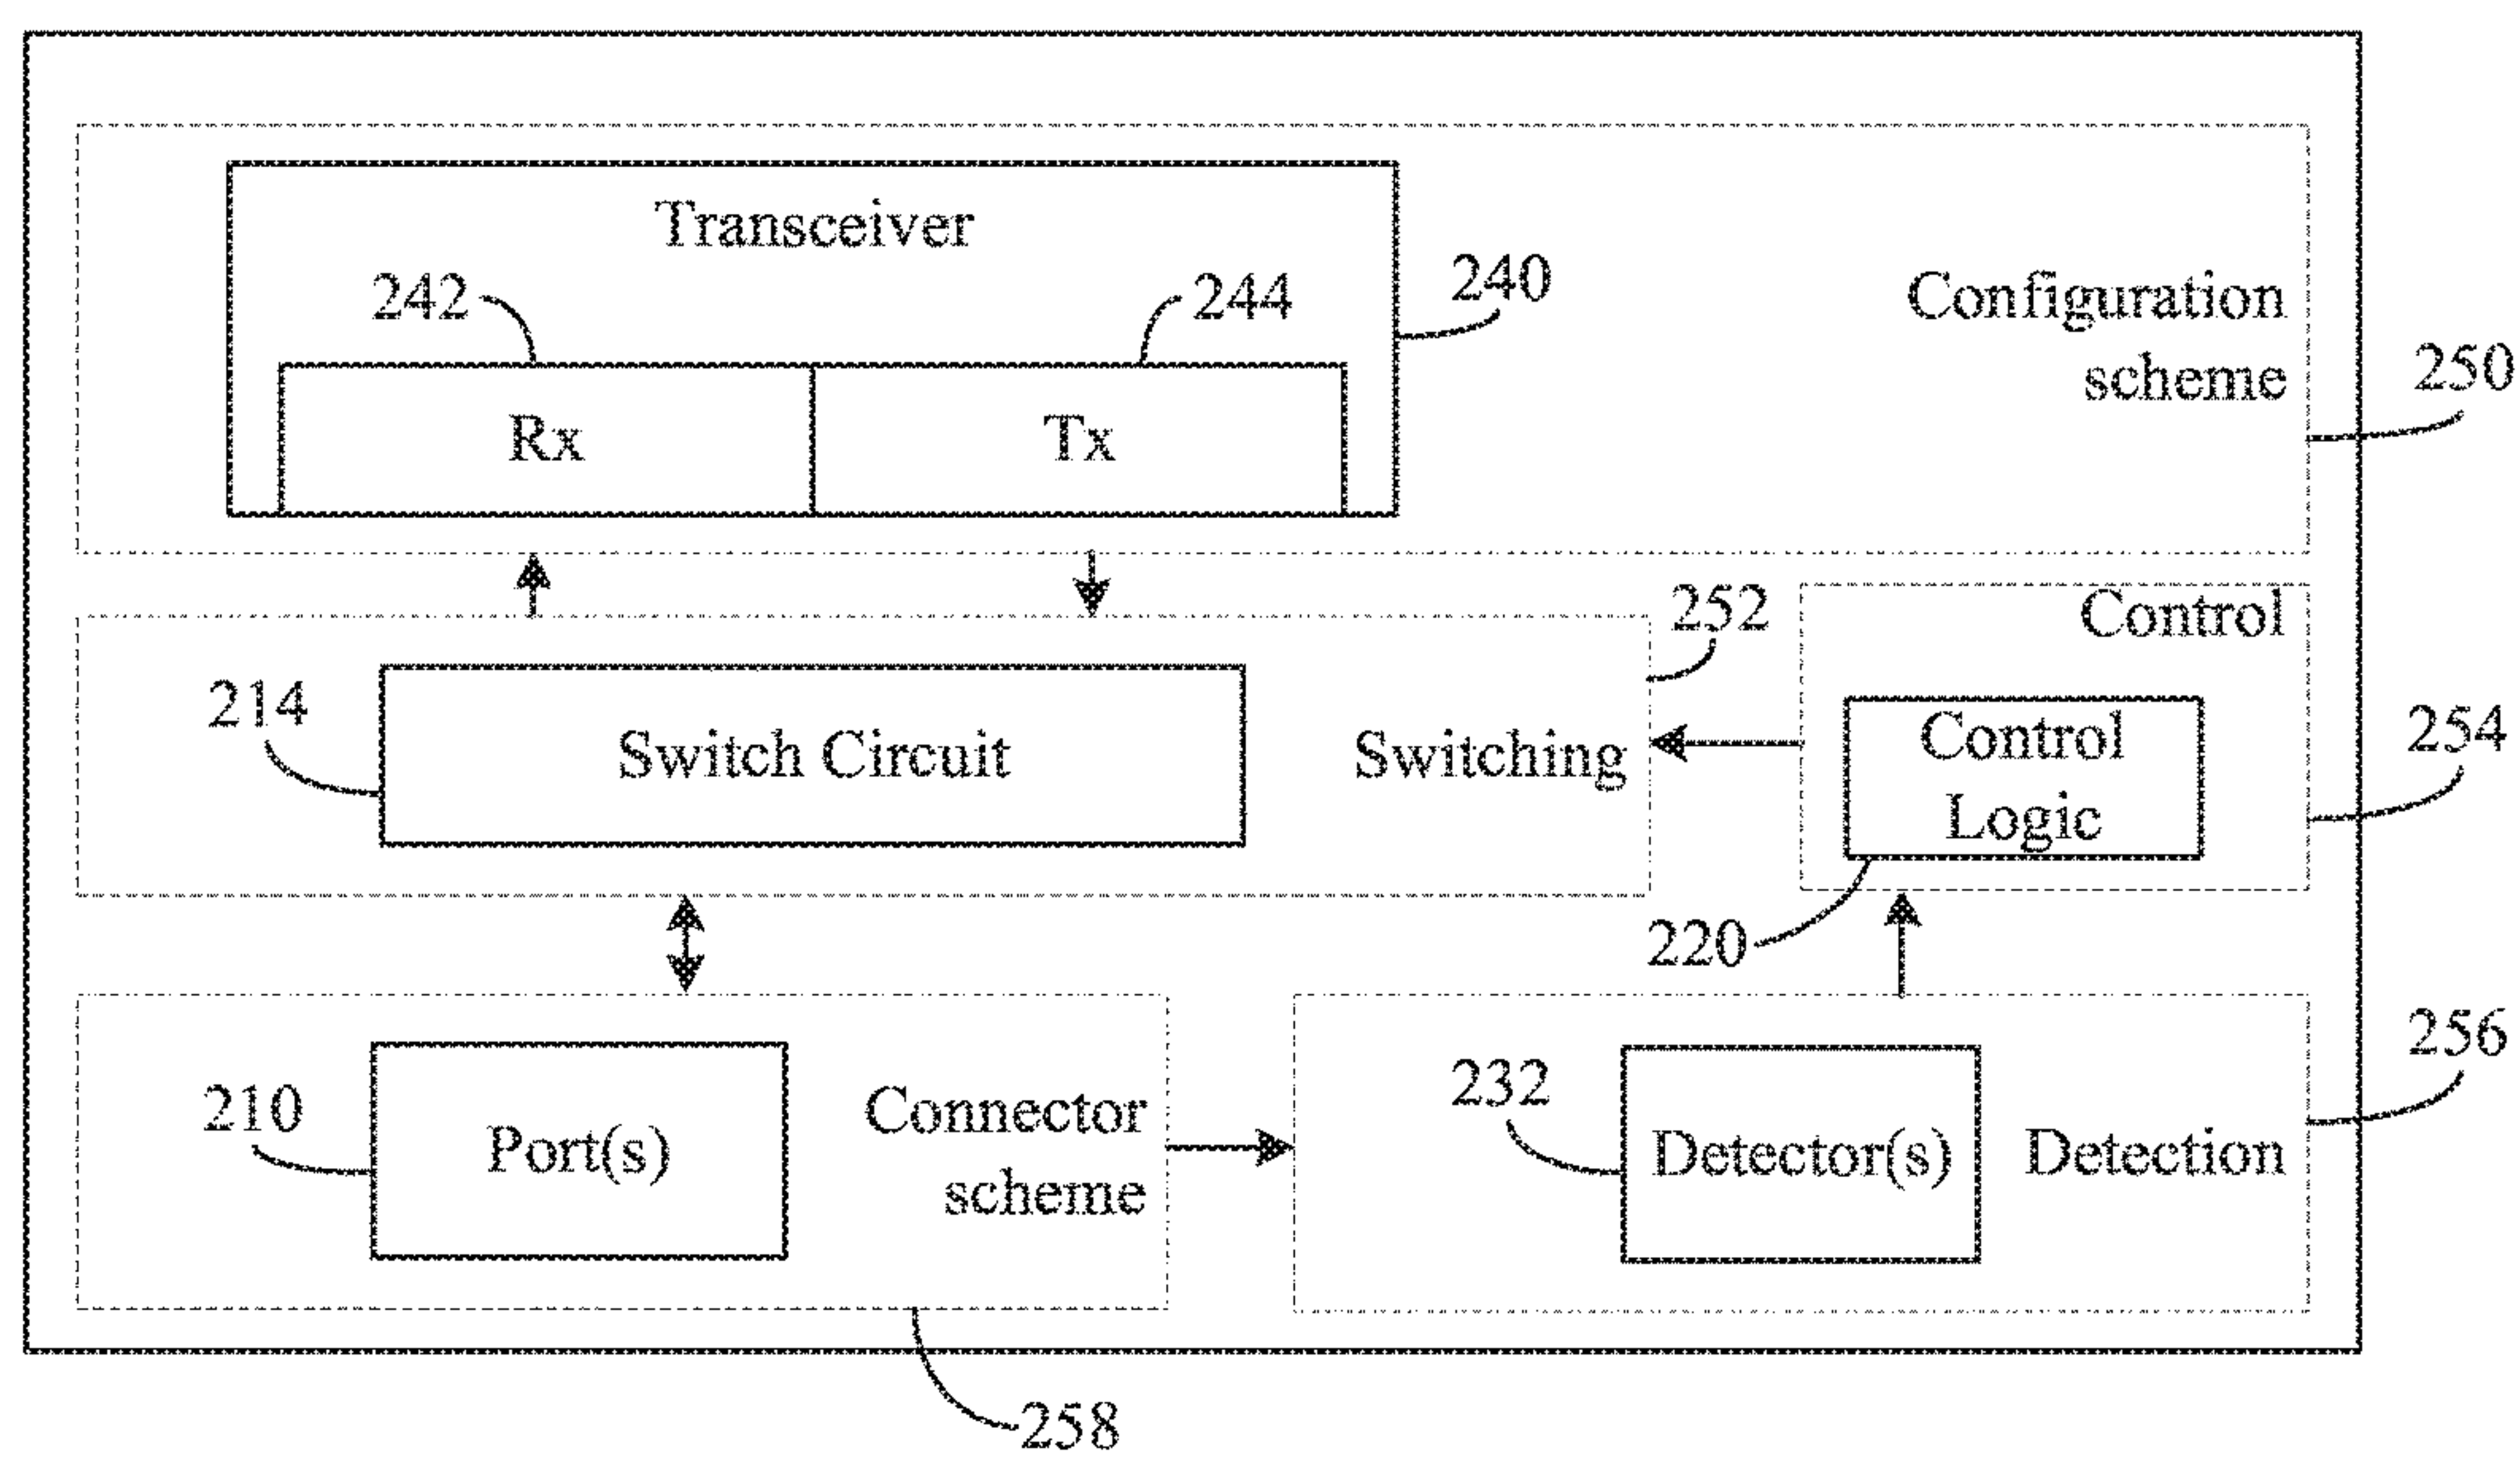 Transceiver
242
244
240
Configuration
scheme
250
Rx
Tx
252
Control
214
Switch Circuit
Switching
Control
Logic
254
220
210
Port(s)
Connector
scheme
232
Detector(s)
Detection
256
258